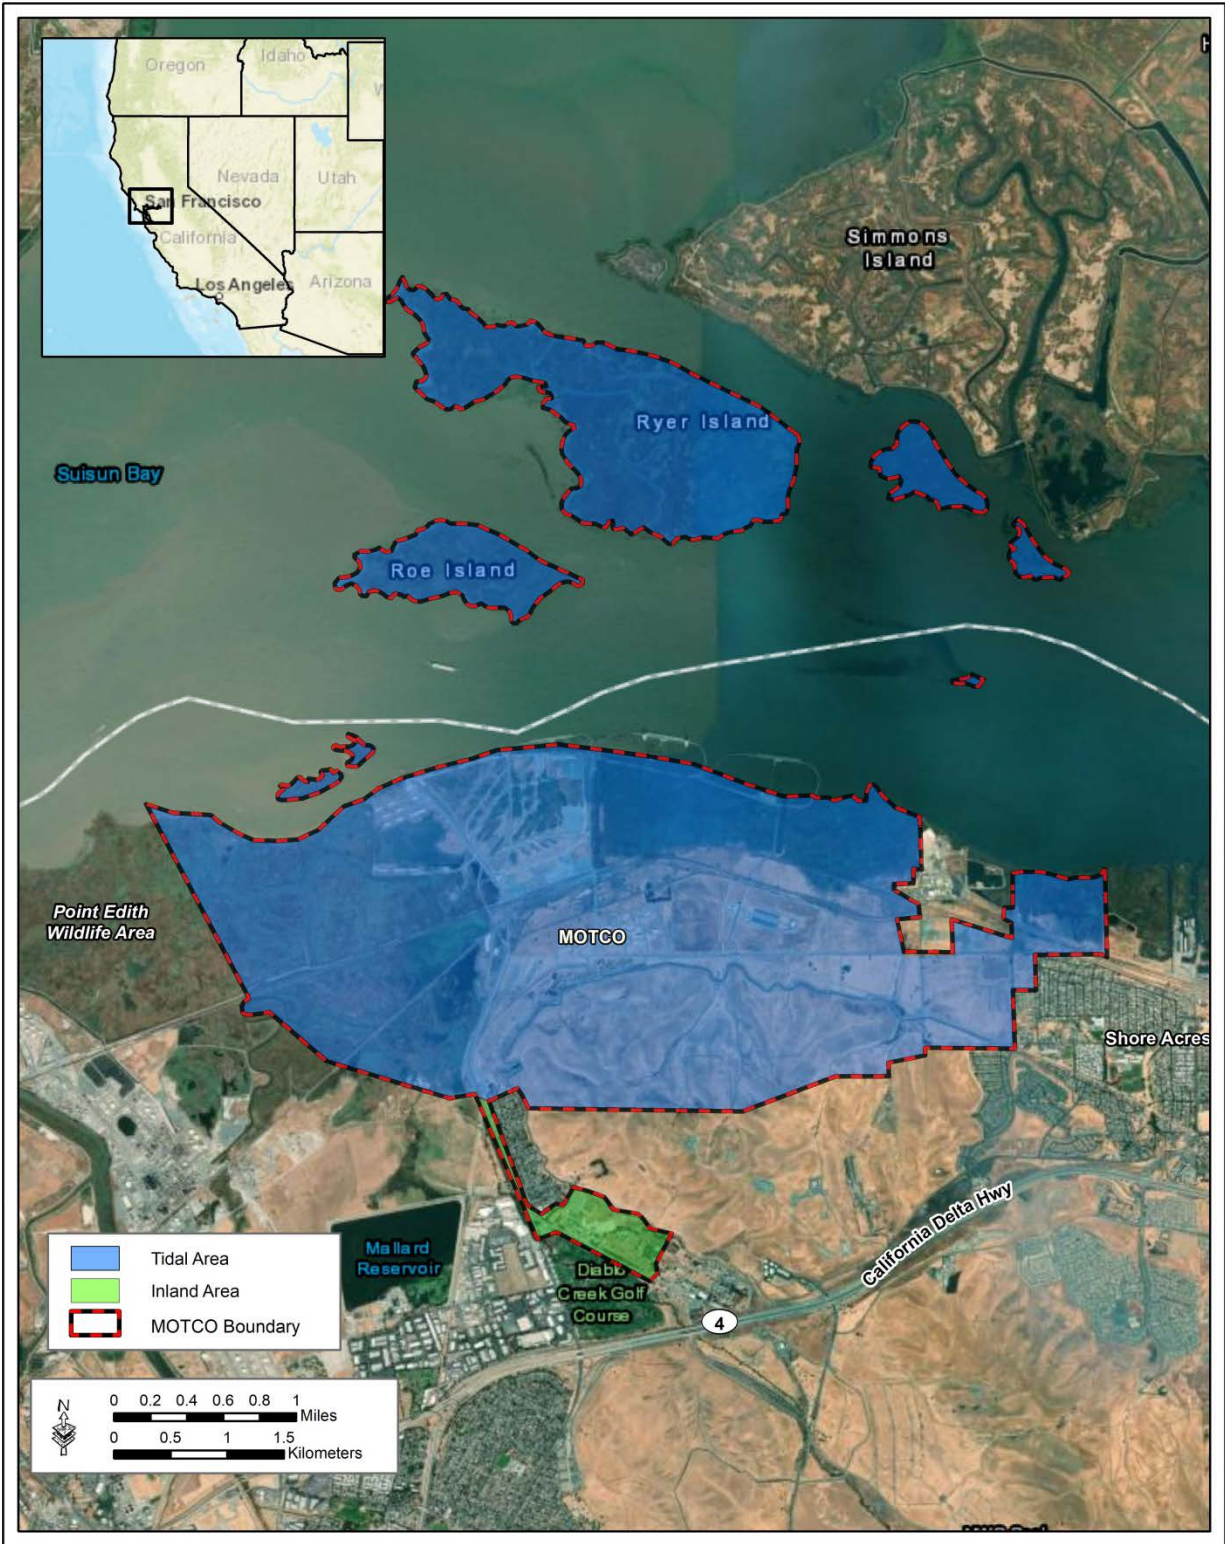 Oregon
Idaho
Nevada
Utah
San Francisco
California
Los Angeles
Arizona
Simmons
Island
Ryer Island
Suisun Bay
Roe Island
Point Edith
Wildlife Area
MOTCO
Shore Acres
California Delta Hwy
Mallard
Reservoir
Diablo
Creek Golf
Course
4
Tidal Area
Inland Area
MOTCO Boundary
N
0 0.2 0.4 0.6 0.8 1
Miles
0 0.5 1 1.5
Kilometers